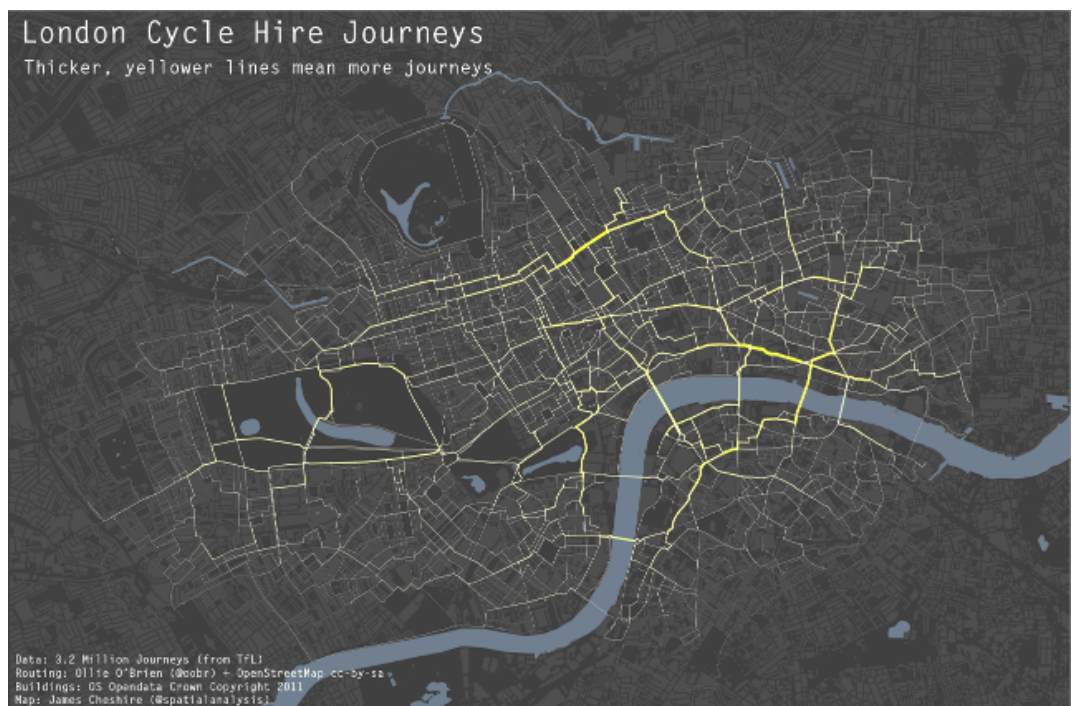 London Cycle Hire Journeys
Thicker, yellower lines mean more journeys
Data: 3.2 Million Journeys (from TfL)
Routing: Ollie O'Brien (@oobr) + OpenStreetMap cc-by-sa
Buildings: OS Opendata Crown Copyright 2011
Map: James Cheshire (@spatialanalysis)